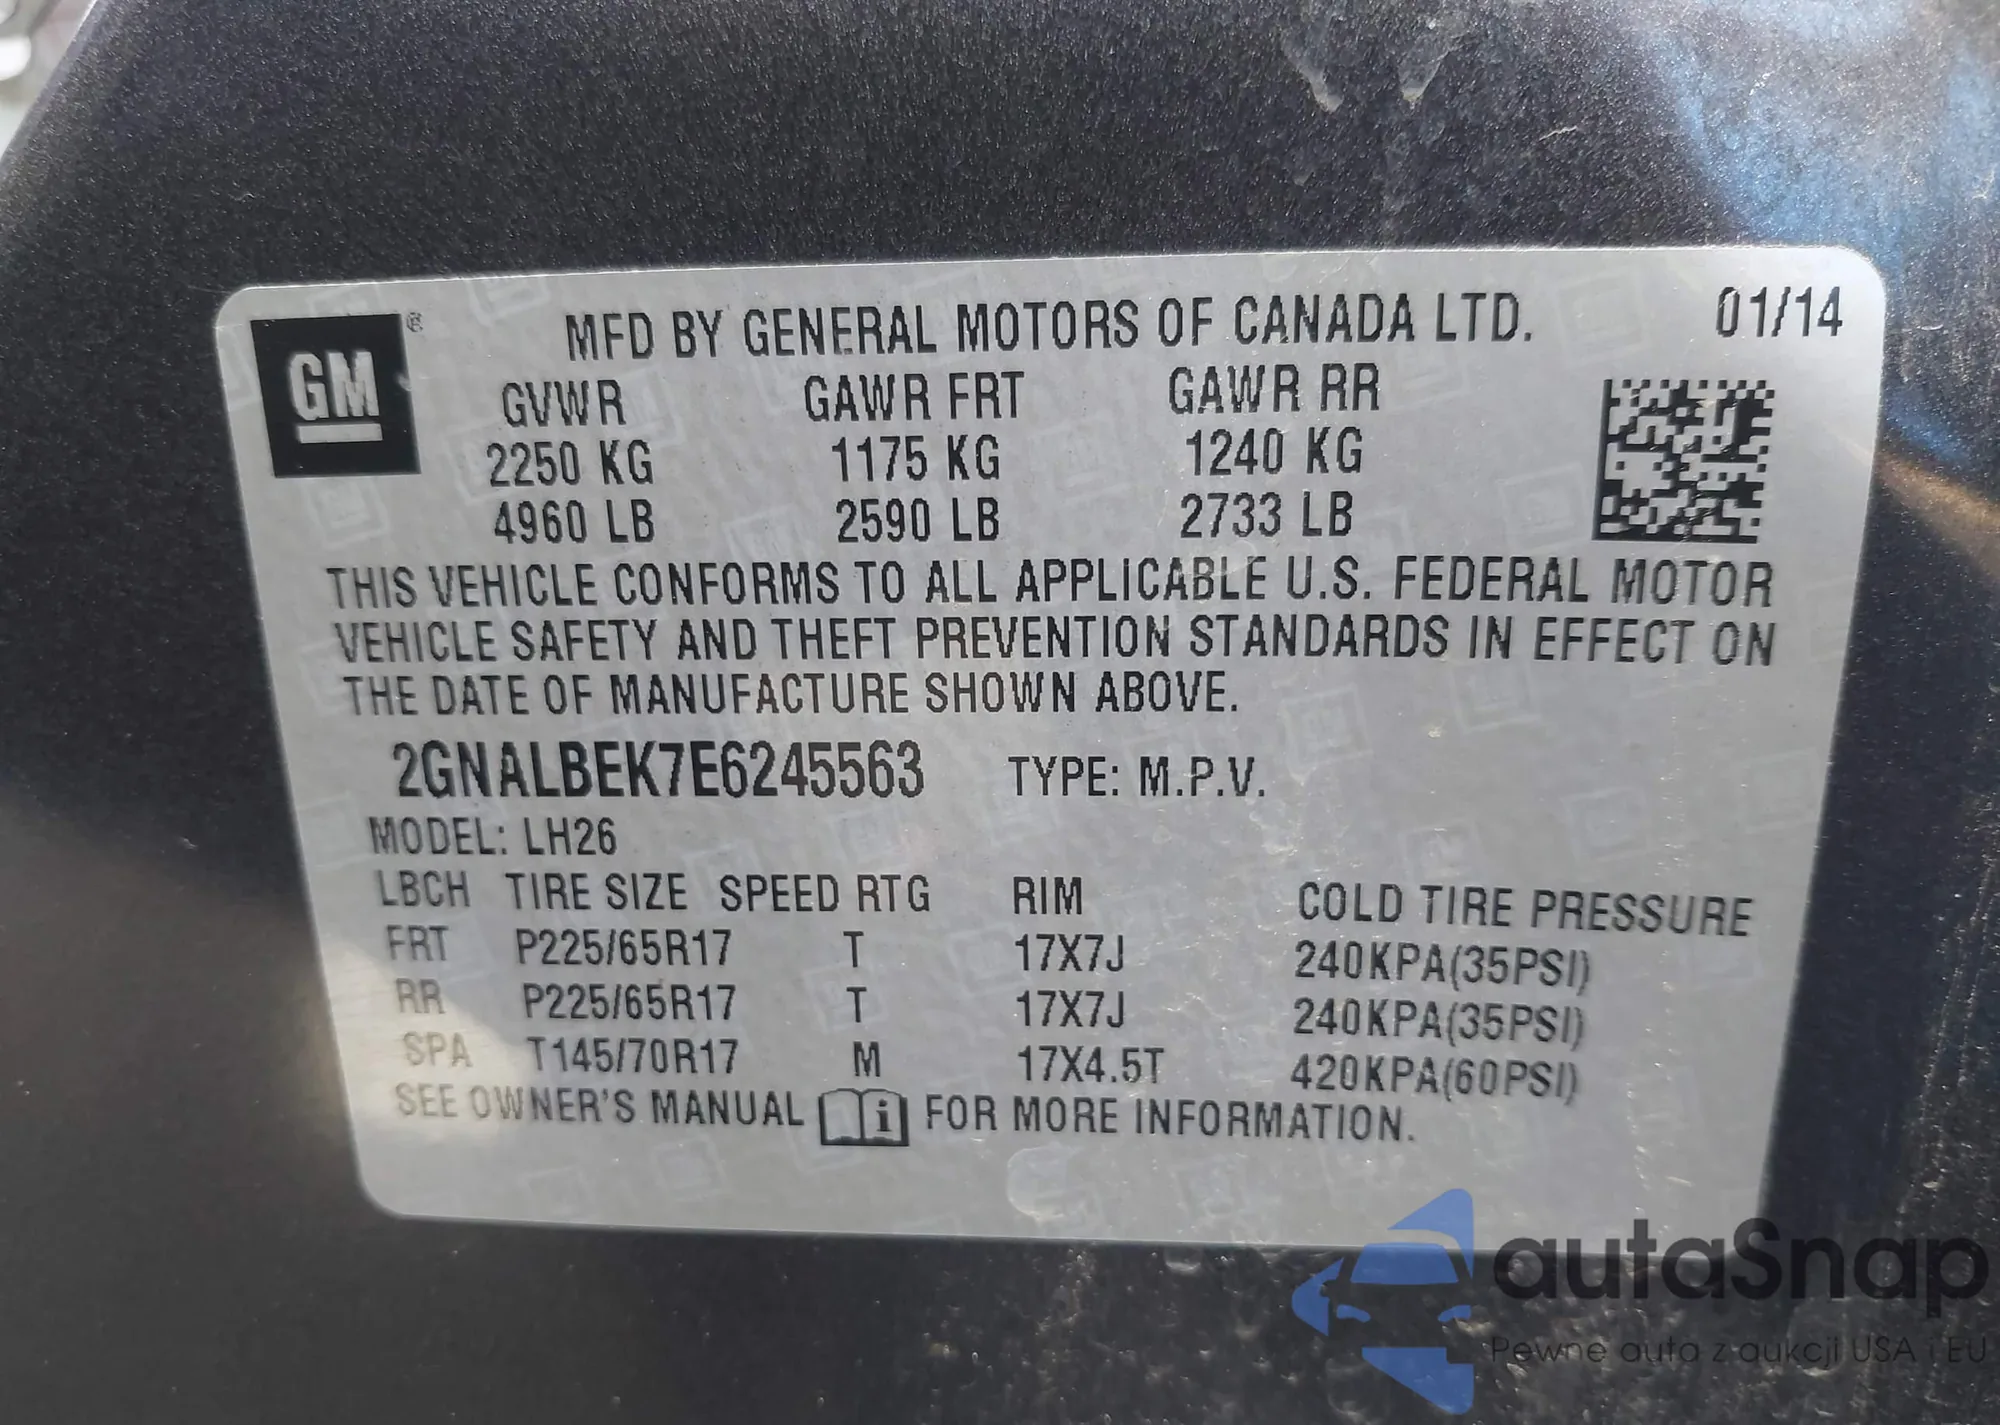 GM ®
MFD BY GENERAL MOTORS OF CANADA LTD. 01/14
GVWR GAWR FRT GAWR RR
2250 KG 1175 KG 1240 KG
4960 LB 2590 LB 2733 LB
THIS VEHICLE CONFORMS TO ALL APPLICABLE U.S. FEDERAL MOTOR
VEHICLE SAFETY AND THEFT PREVENTION STANDARDS IN EFFECT ON
THE DATE OF MANUFACTURE SHOWN ABOVE.
2GNALBEK7E6245563 TYPE: M.P.V.
MODEL: LH26
LBCH TIRE SIZE SPEED RTG RIM COLD TIRE PRESSURE
FRT P225/65R17 T 17X7J 240KPA(35PSI)
RR P225/65R17 T 17X7J 240KPA(35PSI)
SPA T145/70R17 M 17X4.5T 420KPA(60PSI)
SEE OWNER'S MANUAL i FOR MORE INFORMATION.
autaSnap
Pewne auta z aukcji USA i EU